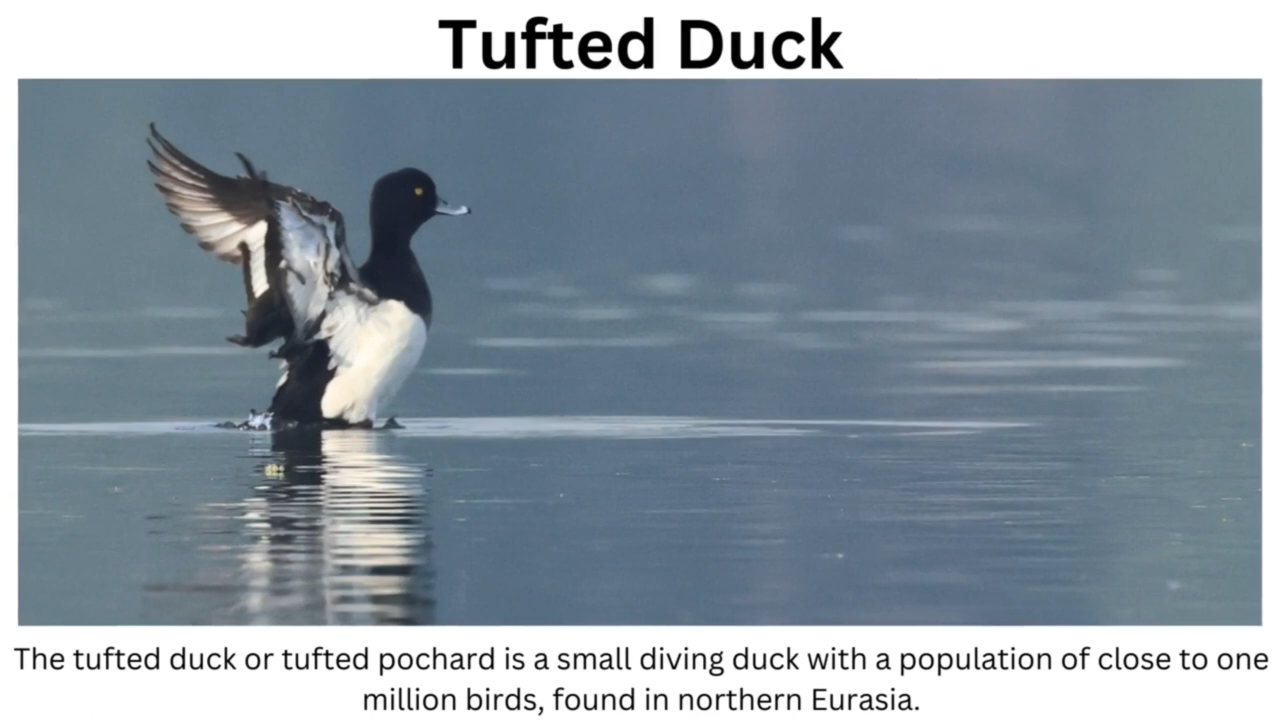 Tufted Duck
The tufted duck or tufted pochard is a small diving duck with a population of close to one
million birds, found in northern Eurasia.